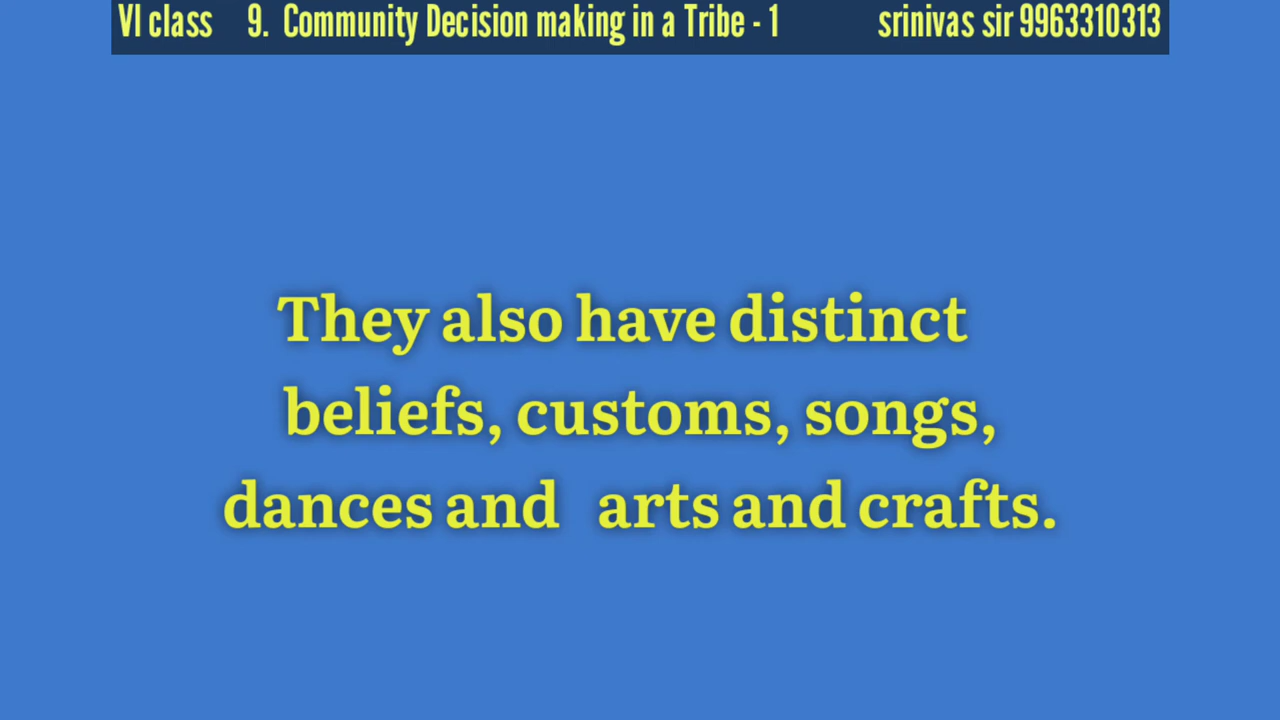 VI class 9. Community Decision making in a Tribe - 1 srinivas sir 9963310313
They also have distinct
beliefs, customs, songs,
dances and arts and crafts.